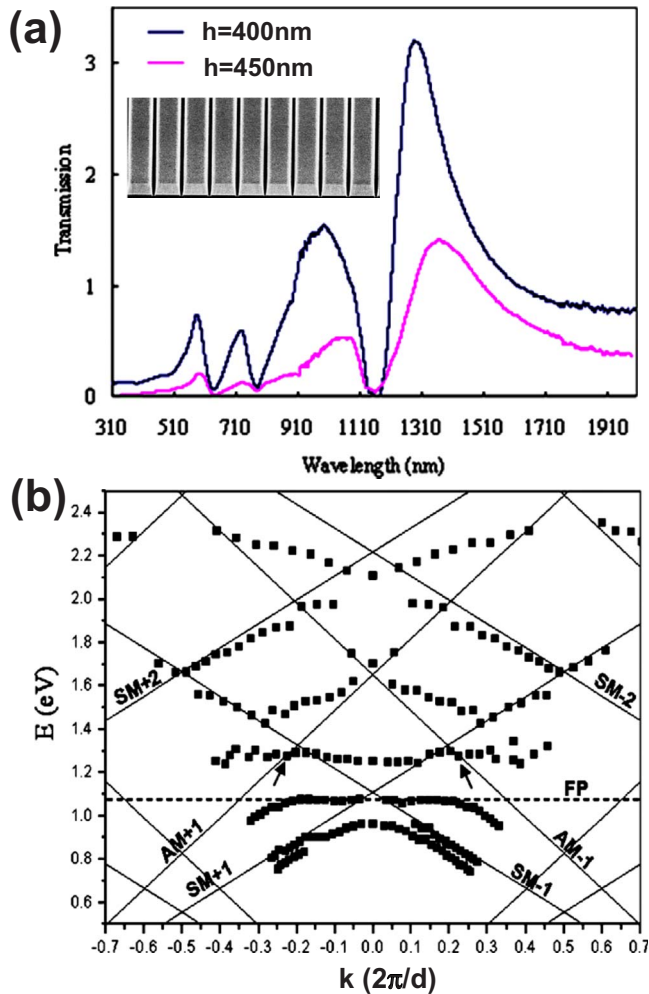 (a)
h=400nm
h=450nm
Transmission
3
2
1
0
310 510 710 910 1110 1310 1510 1710 1910
Wavelength (nm)
(b)
E (eV)
2.4
2.2
2.0
1.8
1.6
1.4
1.2
1.0
0.8
0.6
SM+2
SM-2
FP
AM+1
SM+1
SM-1
AM-1
-0.7 -0.6 -0.5 -0.4 -0.3 -0.2 -0.1 0.0 0.1 0.2 0.3 0.4 0.5 0.6 0.7
k (2π/d)